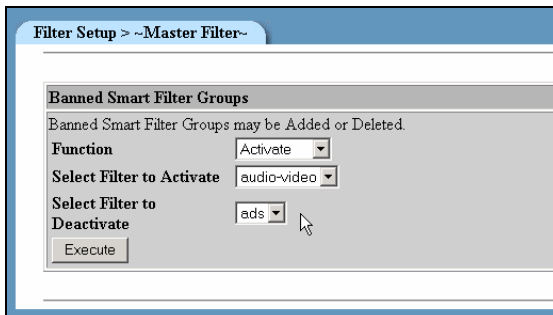 Filter Setup > ~Master Filter~
Banned Smart Filter Groups
Banned Smart Filter Groups may be Added or Deleted.
Function Activate
Select Filter to Activate audio-video
Select Filter to
Deactivate ads
Execute